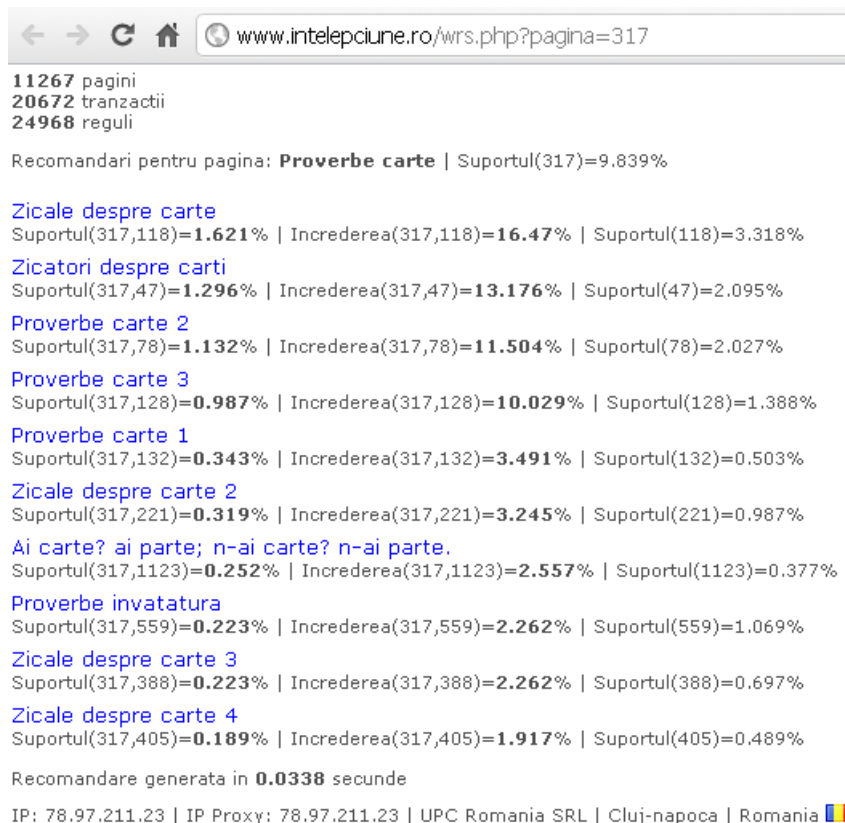 www.intelepciune.ro/wrs.php?pagina=317
11267 pagini
20672 tranzactii
24968 reguli
Recomandari pentru pagina: Proverbe carte | Suportul(317)=9.839%
Zicale despre carte
Suportul(317,118)=1.621% | Increderea(317,118)=16.47% | Suportul(118)=3.318%
Zicatori despre carti
Suportul(317,47)=1.296% | Increderea(317,47)=13.176% | Suportul(47)=2.095%
Proverbe carte 2
Suportul(317,78)=1.132% | Increderea(317,78)=11.504% | Suportul(78)=2.027%
Proverbe carte 3
Suportul(317,128)=0.987% | Increderea(317,128)=10.029% | Suportul(128)=1.388%
Proverbe carte 1
Suportul(317,132)=0.343% | Increderea(317,132)=3.491% | Suportul(132)=0.503%
Zicale despre carte 2
Suportul(317,221)=0.319% | Increderea(317,221)=3.245% | Suportul(221)=0.987%
Ai carte? ai parte; n-ai carte? n-ai parte.
Suportul(317,1123)=0.252% | Increderea(317,1123)=2.557% | Suportul(1123)=0.377%
Proverbe invatatura
Suportul(317,559)=0.223% | Increderea(317,559)=2.262% | Suportul(559)=1.069%
Zicale despre carte 3
Suportul(317,388)=0.223% | Increderea(317,388)=2.262% | Suportul(388)=0.697%
Zicale despre carte 4
Suportul(317,405)=0.189% | Increderea(317,405)=1.917% | Suportul(405)=0.489%
Recomandare generata in 0.0338 secunde
IP: 78.97.211.23 | IP Proxy: 78.97.211.23 | UPC Romania SRL | Cluj-napoca | Romania